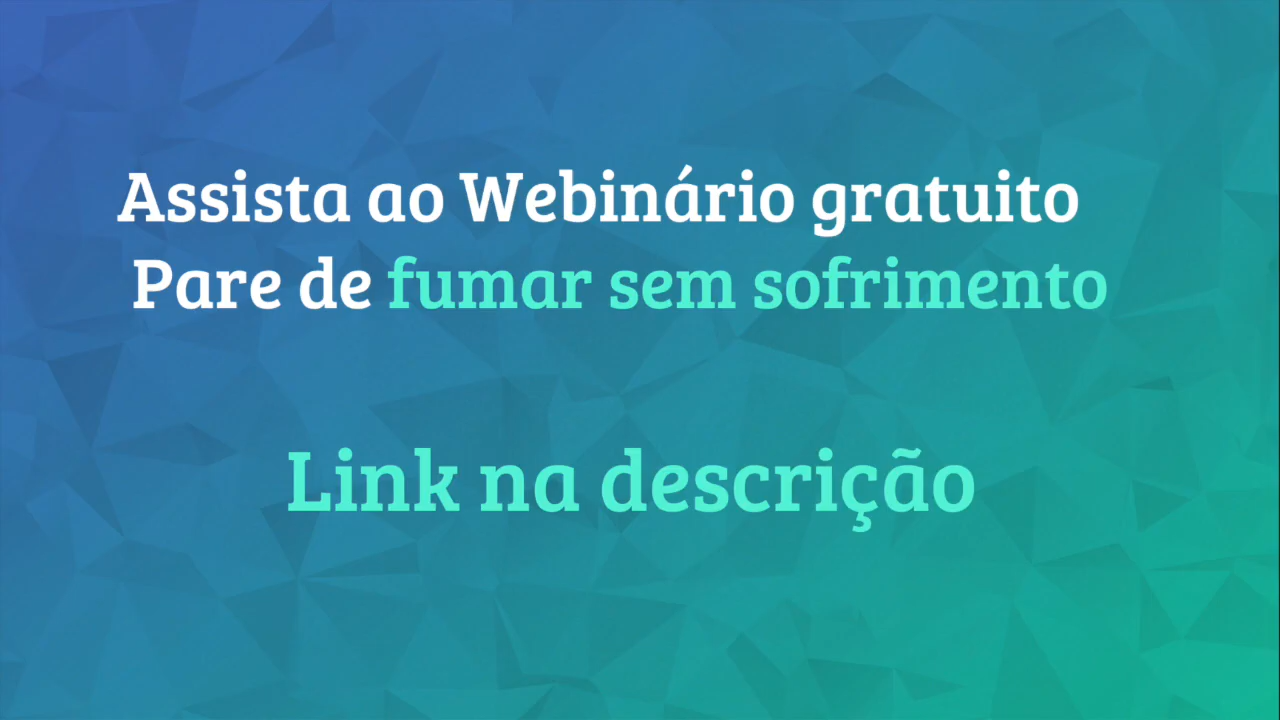 Assista ao Webinário gratuito
Pare de fumar sem sofrimento
Link na descrição